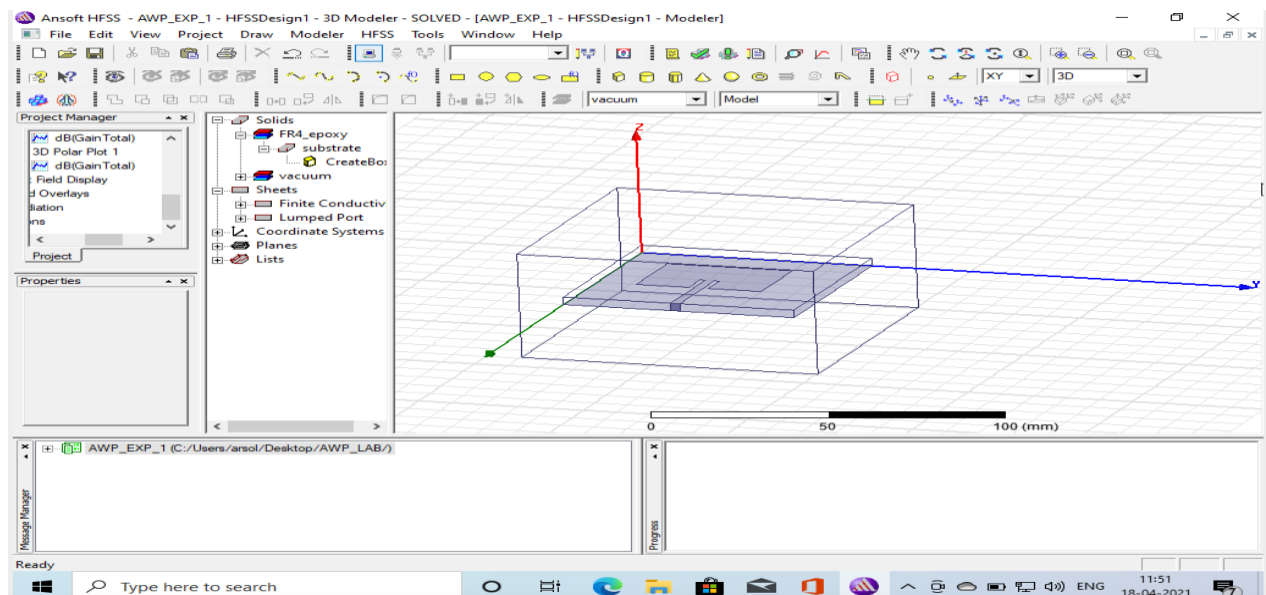 Ansoft HFSS - AWP_EXP_1 - HFSSDesign1 - 3D Modeler - SOLVED - [AWP_EXP_1 - HFSSDesign1 - Modeler]
File Edit View Project Draw Modeler HFSS Tools Window Help
XY 3D
vacuum Model
Project Manager
dB(GainTotal)
3D Polar Plot 1
dB(GainTotal)
: Field Display
d Overlays
diation
ons
Project
Properties
Solids
FR4_epoxy
substrate
CreateBo
vacuum
Sheets
Finite Conductiv
Lumped Port
Coordinate Systems
Planes
Lists
Z
Y
0 50 100 (mm)
AWP_EXP_1 (C:/Users/arsol/Desktop/AWP_LAB/)
Message Manager
Progress
Ready
Type here to search
ENG
11:51
18-04-2021
7